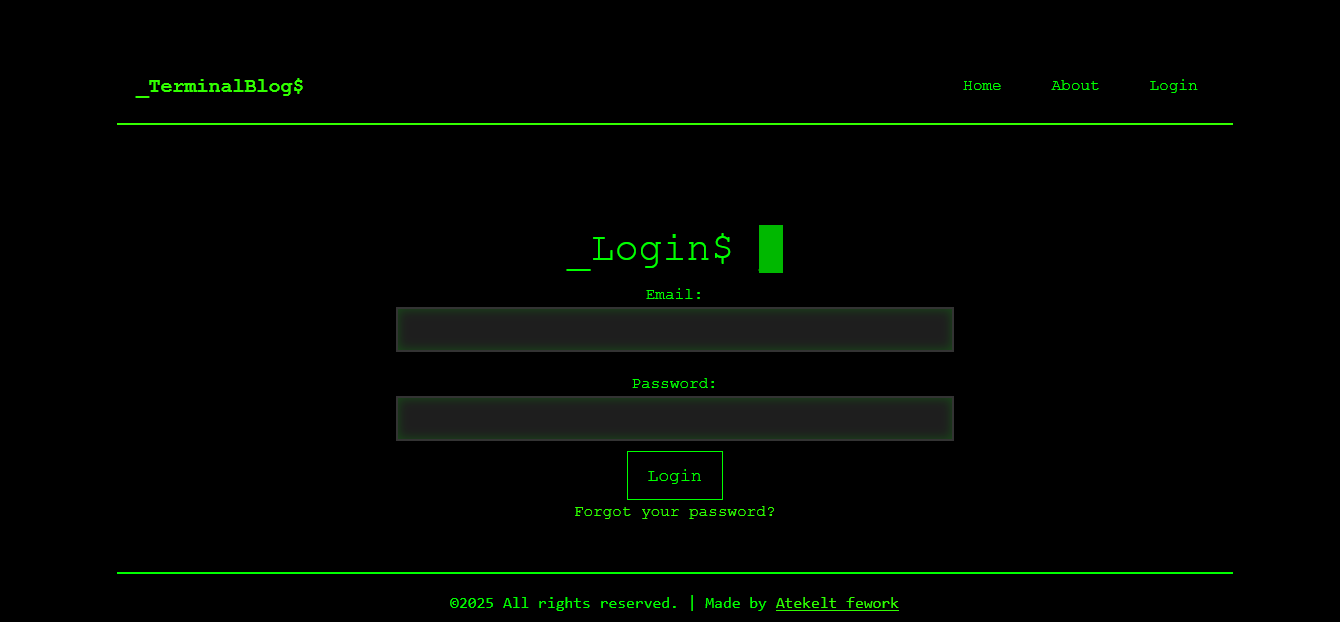 _TerminalBlog$
Home About Login
_Login$
Email:
Password:
Login
Forgot your password?
©2025 All rights reserved. | Made by Atekelt fework